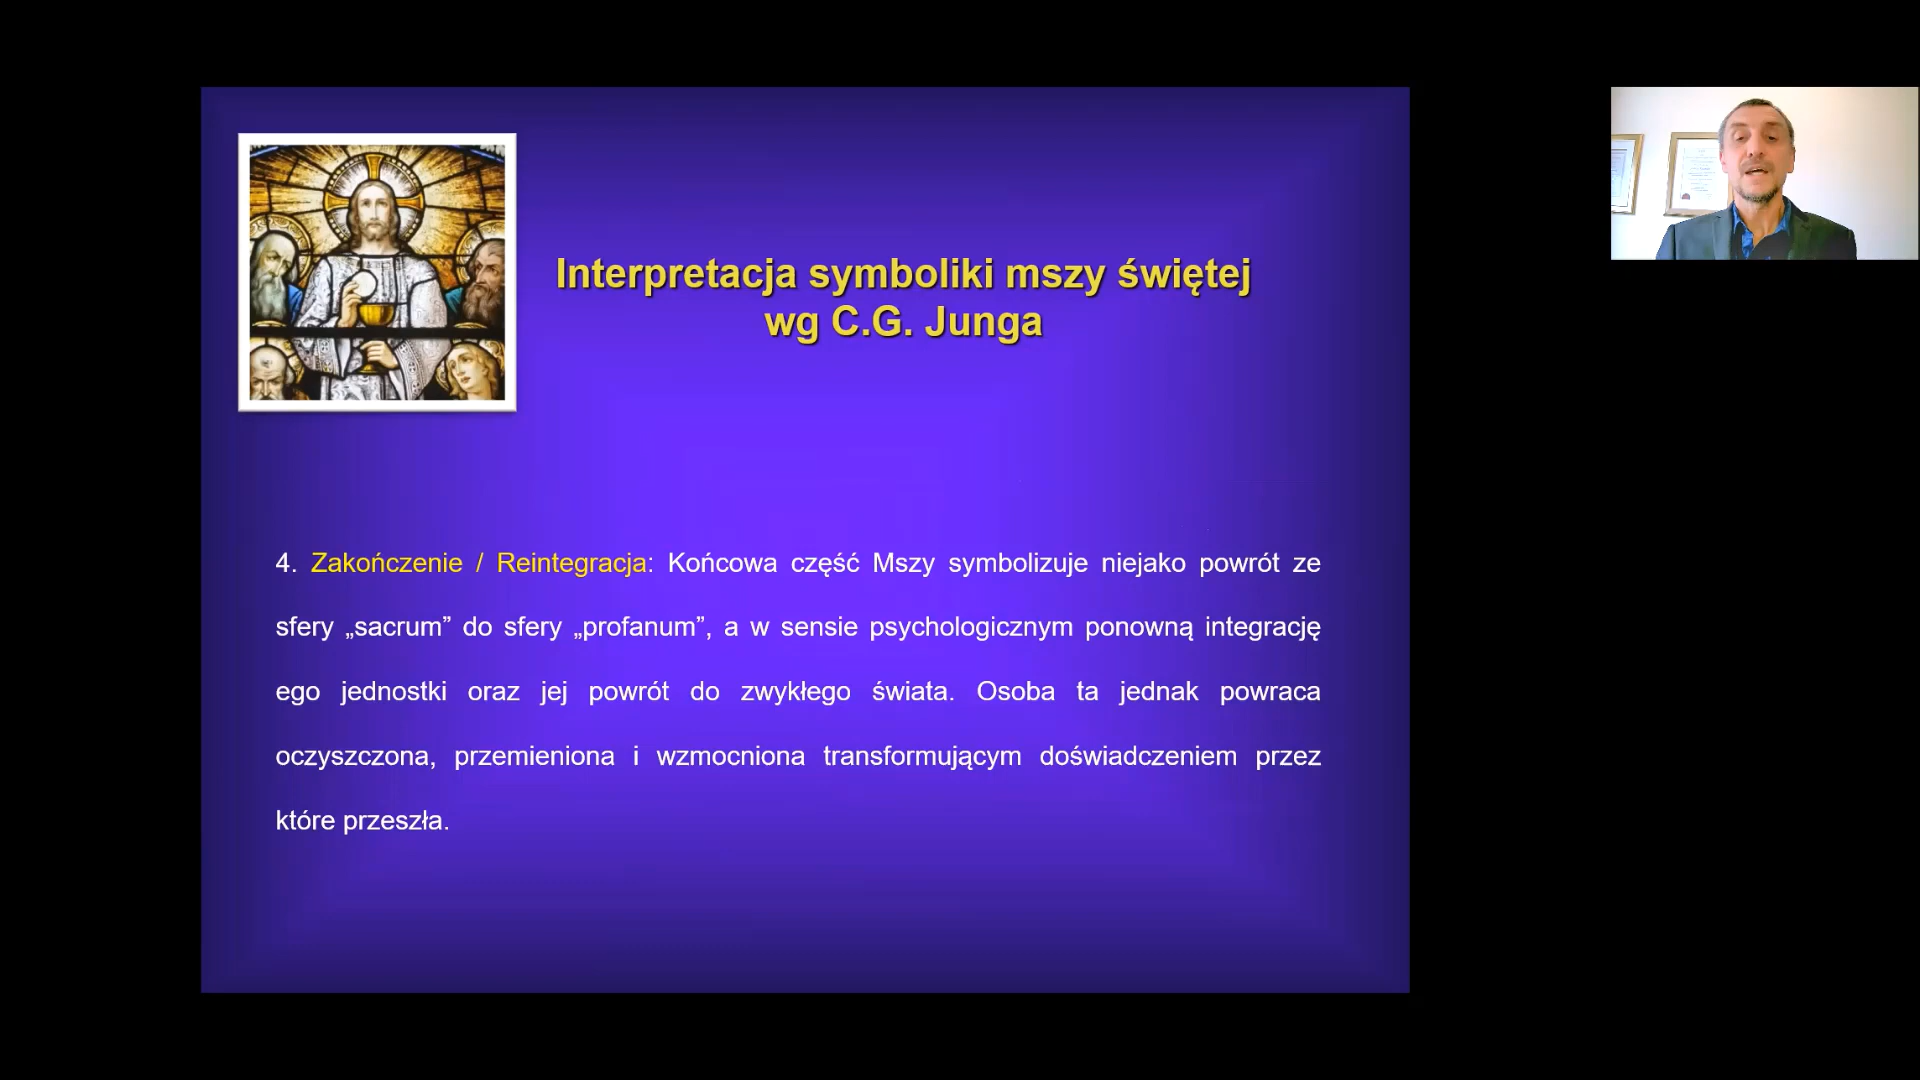 Interpretacja symboliki mszy świętej
wg C.G. Junga
4. Zakończenie / Reintegracja: Końcowa część Mszy symbolizuje niejako powrót ze
sfery „sacrum” do sfery „profanum”, a w sensie psychologicznym ponowną integrację
ego jednostki oraz jej powrót do zwykłego świata. Osoba ta jednak powraca
oczyszczona, przemieniona i wzmocniona transformującym doświadczeniem przez
które przeszła.